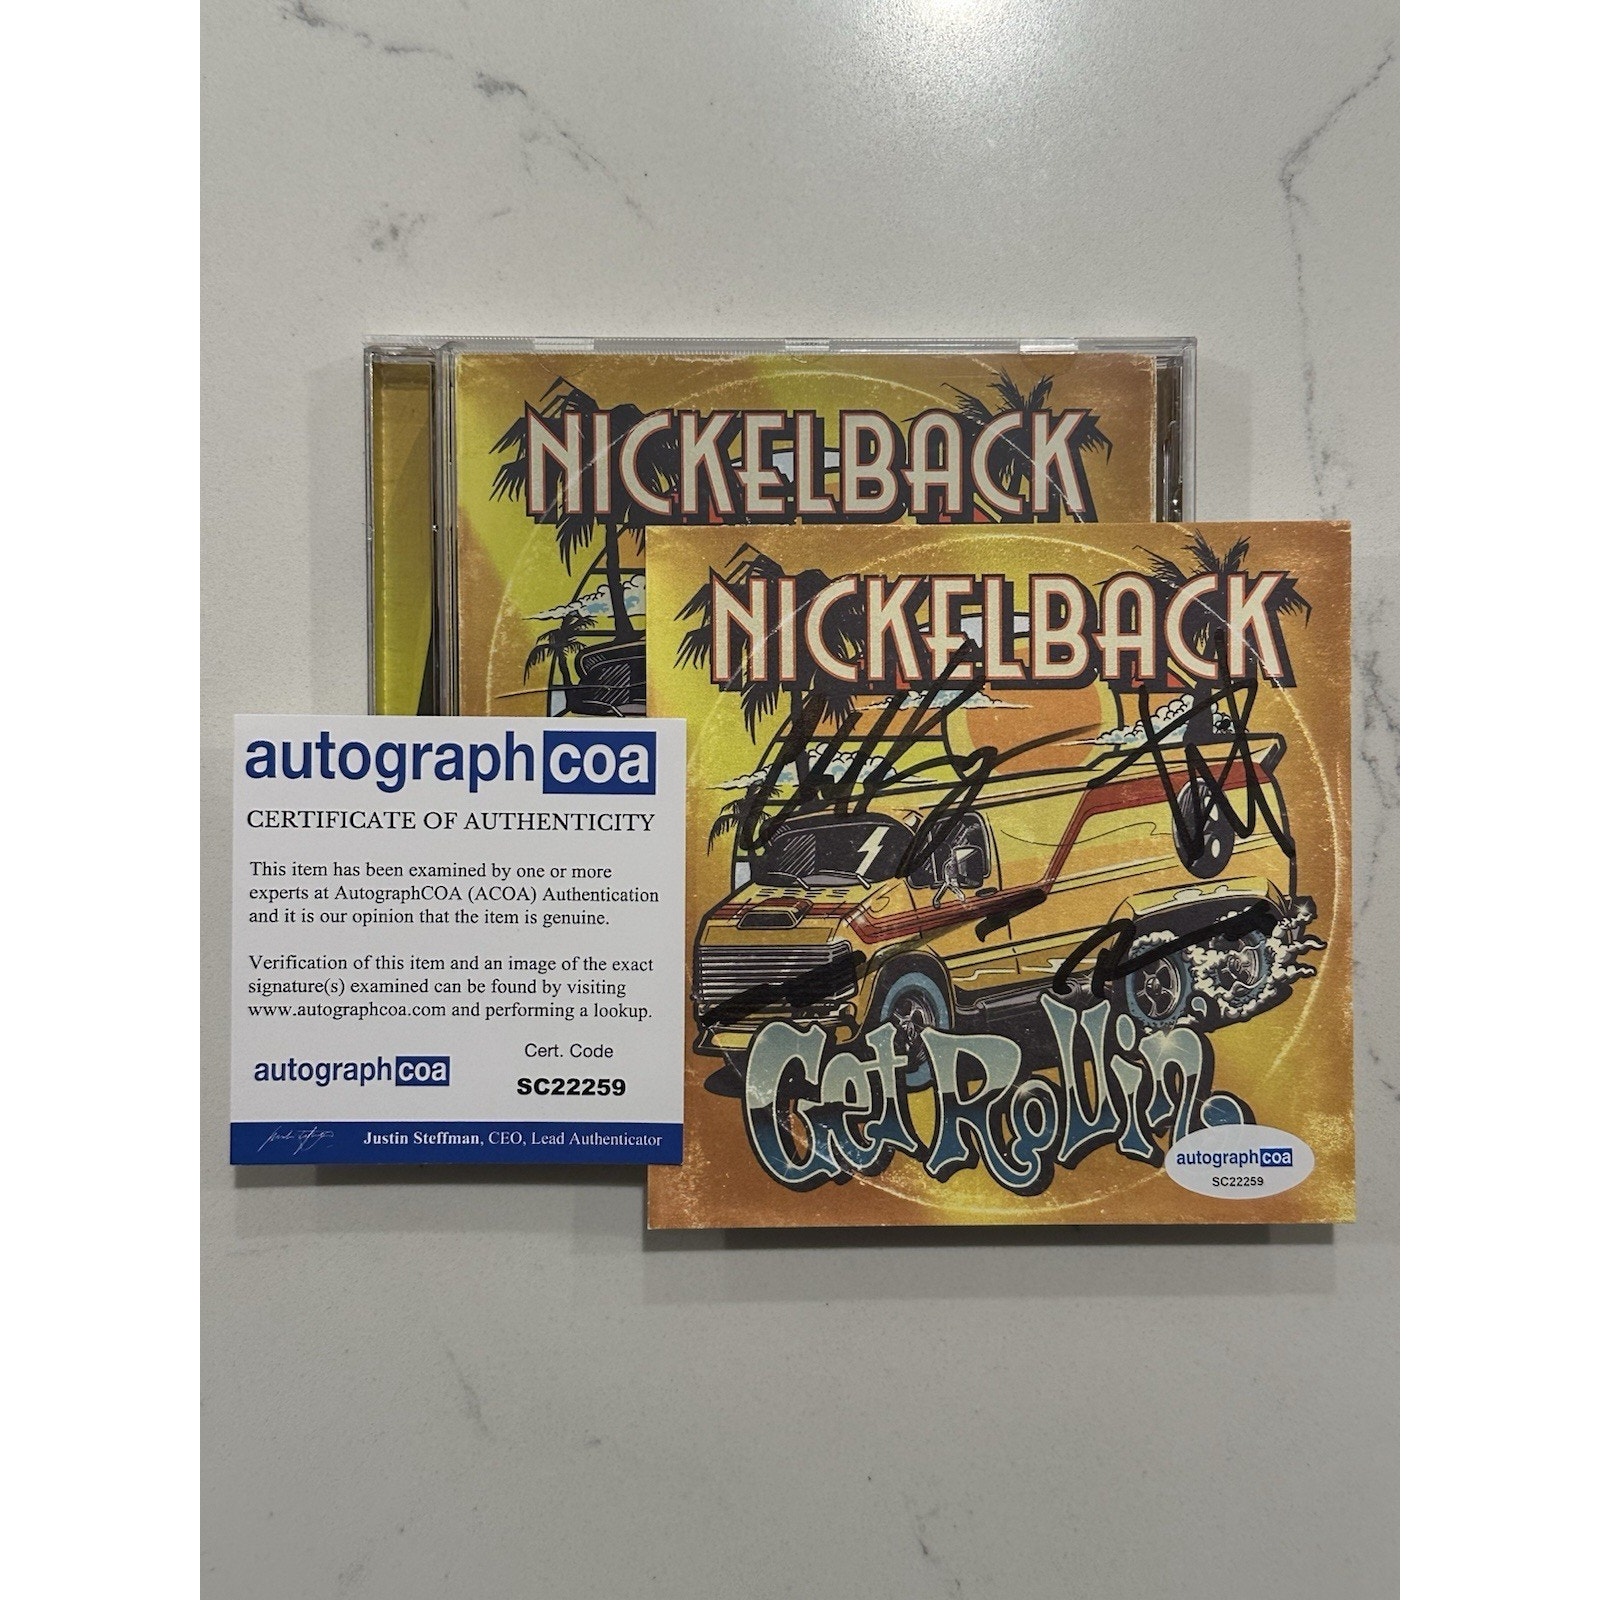 NICKELBACK
NICKELBACK
Get Rollin'
autographcoa
SC22259
autographcoa
CERTIFICATE OF AUTHENTICITY
This item has been examined by one or more
experts at AutographCOA (ACOA) Authentication
and it is our opinion that the item is genuine.
Verification of this item and an image of the exact
signature(s) examined can be found by visiting
www.autographcoa.com and performing a lookup.
autographcoa
Cert. Code
SC22259
Justin Steffman, CEO, Lead Authenticator